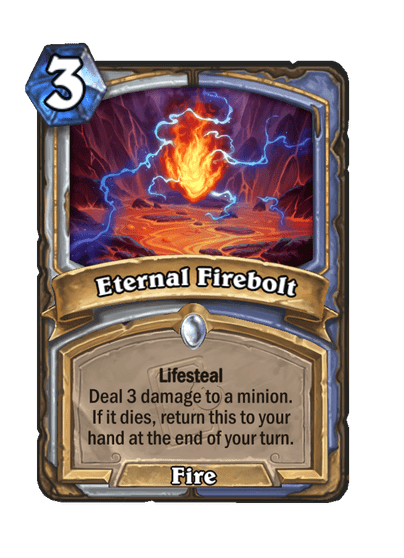 3
Eternal Firebolt
Lifesteal
Deal 3 damage to a minion.
If it dies, return this to your
hand at the end of your turn.
Fire